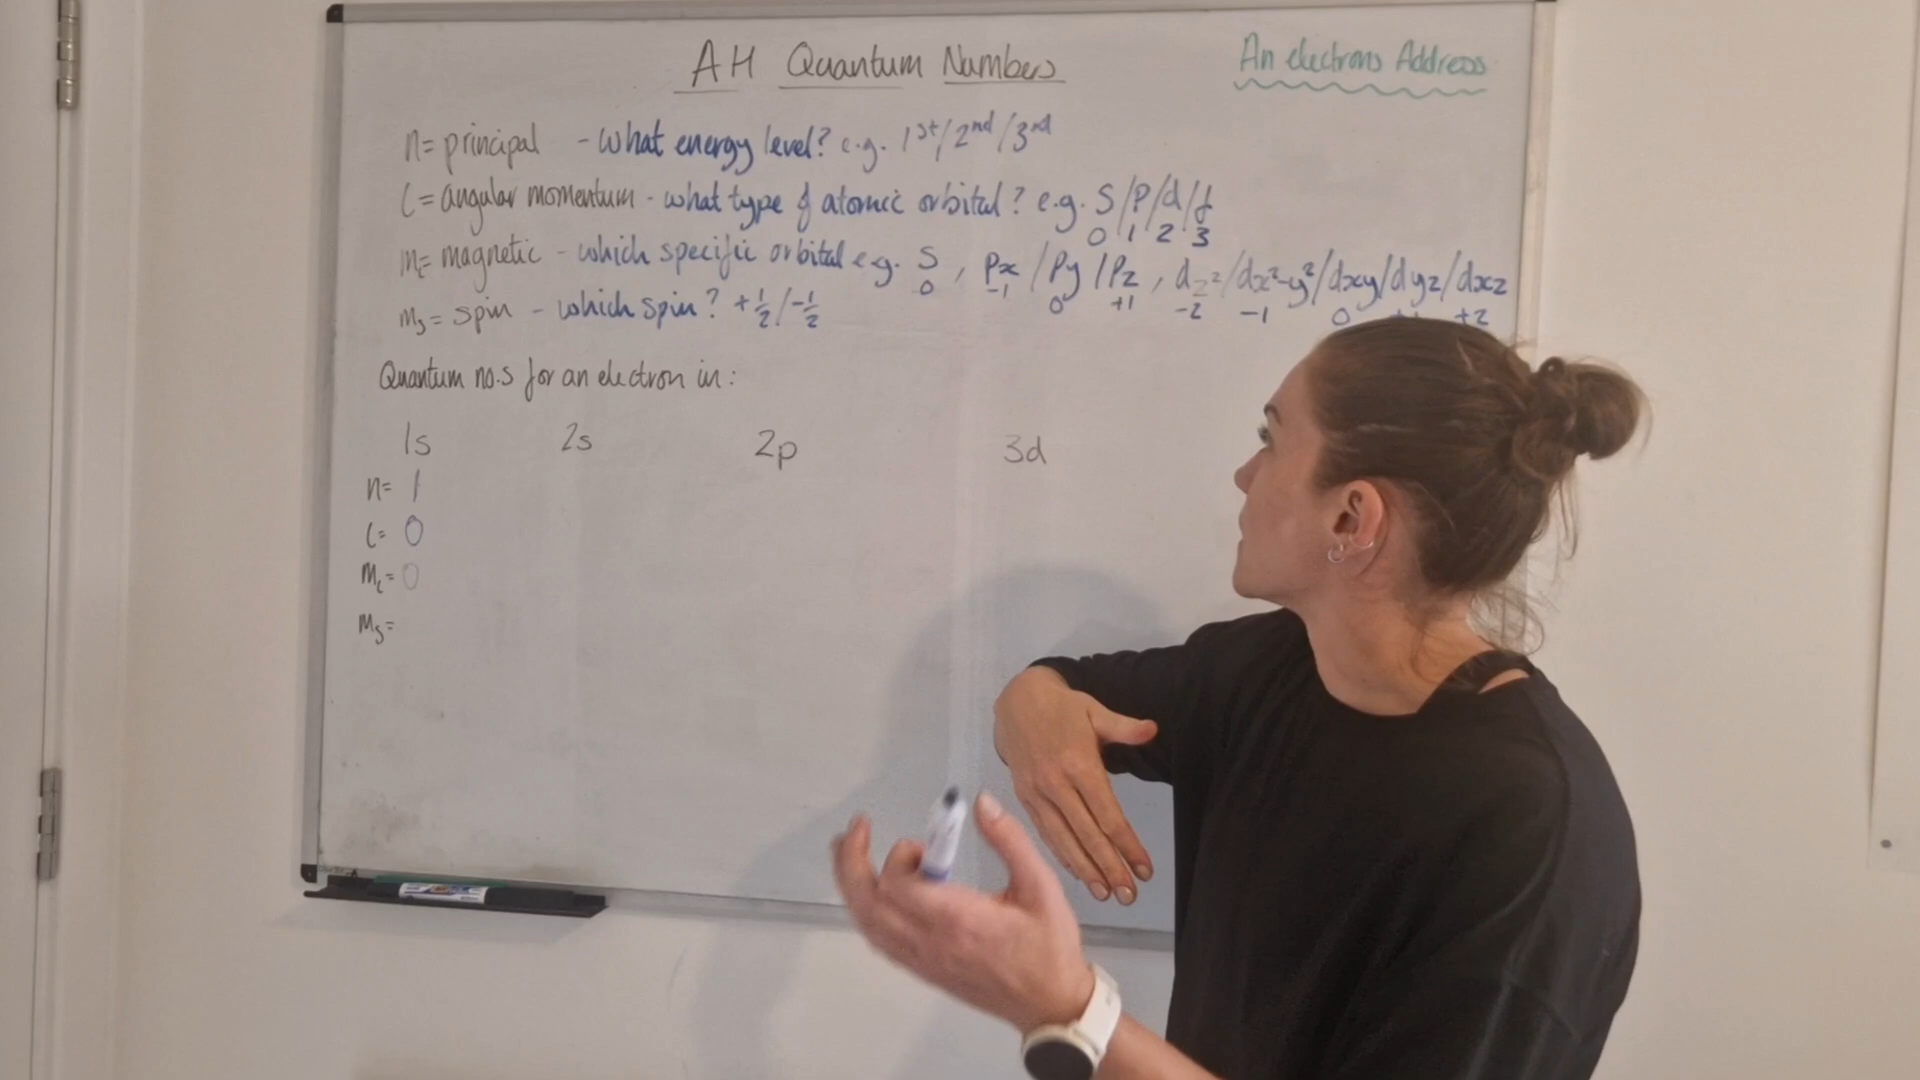 AH Quantum Numbers
An electrons Address
n= principal - what energy level? e.g. 1st/2nd/3rd
l = angular momentum - what type of atomic orbital? e.g. S/P/d/f
0 1 2 3
ml= magnetic - which specific orbital e.g. S, Px/Py/Pz, dz²/dx²-y²/dxy/dyz/dxz
0 -1 0 +1 -2 -1 0 +2
ms= spin - which spin? +1/2 / -1/2
Quantum no.s for an electron in:
1s 2s 2p 3d
n= 1
l= 0
ml= 0
ms=